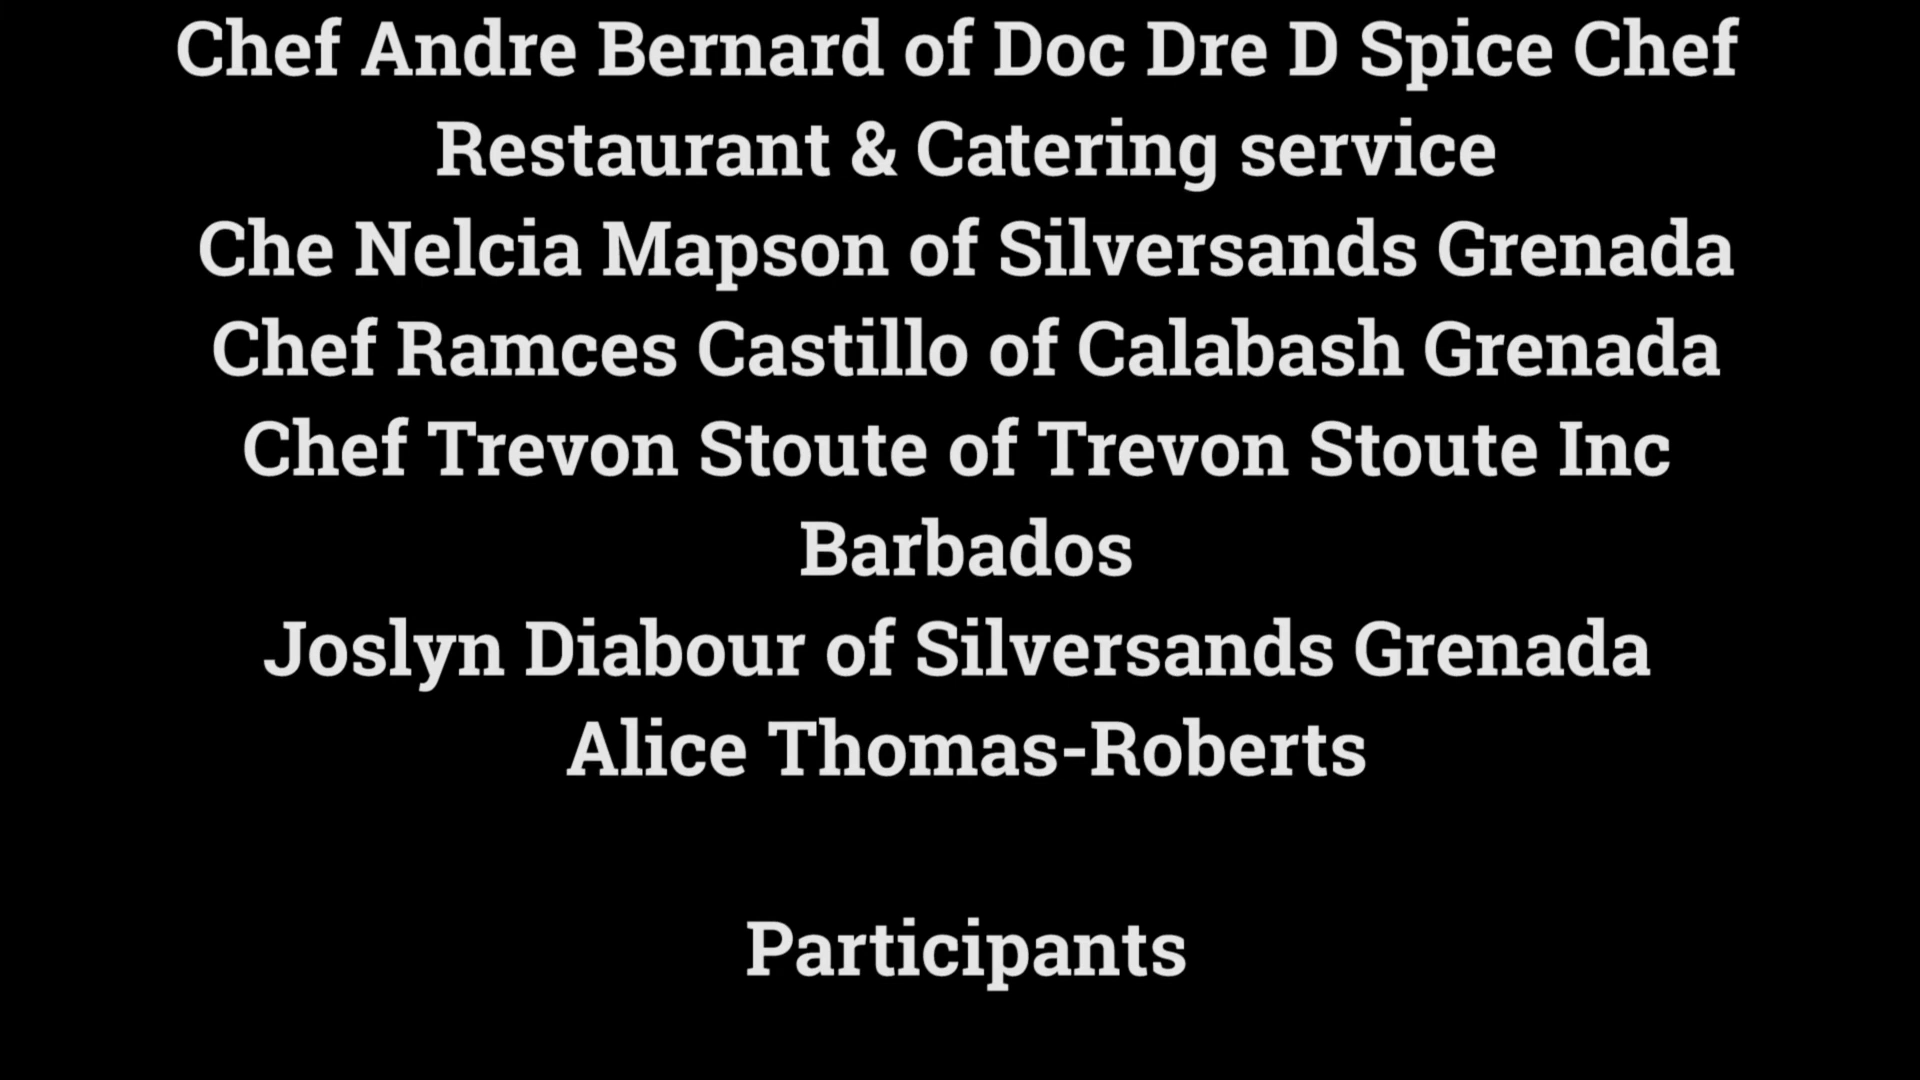 Chef Andre Bernard of Doc Dre D Spice Chef
Restaurant & Catering service
Che Nelcia Mapson of Silversands Grenada
Chef Ramces Castillo of Calabash Grenada
Chef Trevon Stoute of Trevon Stoute Inc
Barbados
Joslyn Diabour of Silversands Grenada
Alice Thomas-Roberts
Participants